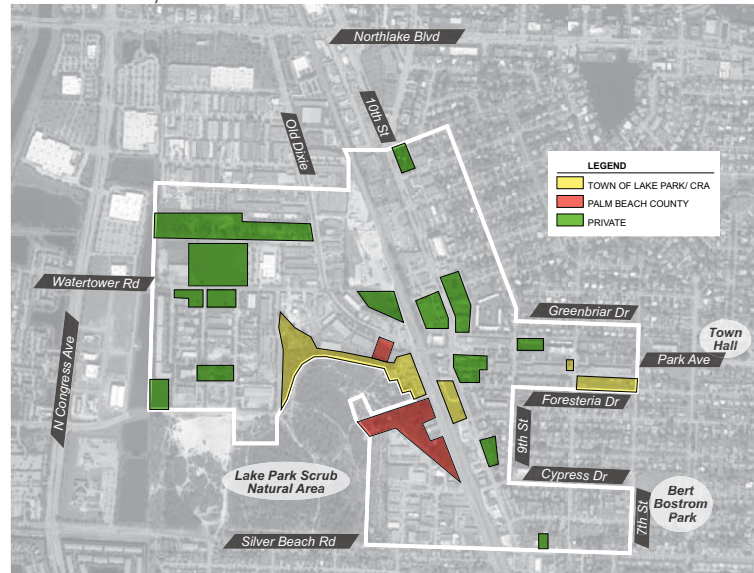 Northlake Blvd
10th St
Old Dixie
LEGEND
TOWN OF LAKE PARK/ CRA
PALM BEACH COUNTY
PRIVATE
Watertower Rd
Greenbriar Dr
Town
Hall
Park Ave
N Congress Ave
Foresteria Dr
9th St
Cypress Dr
Lake Park Scrub
Natural Area
Bert
Bostrom
Park
7th St
Silver Beach Rd